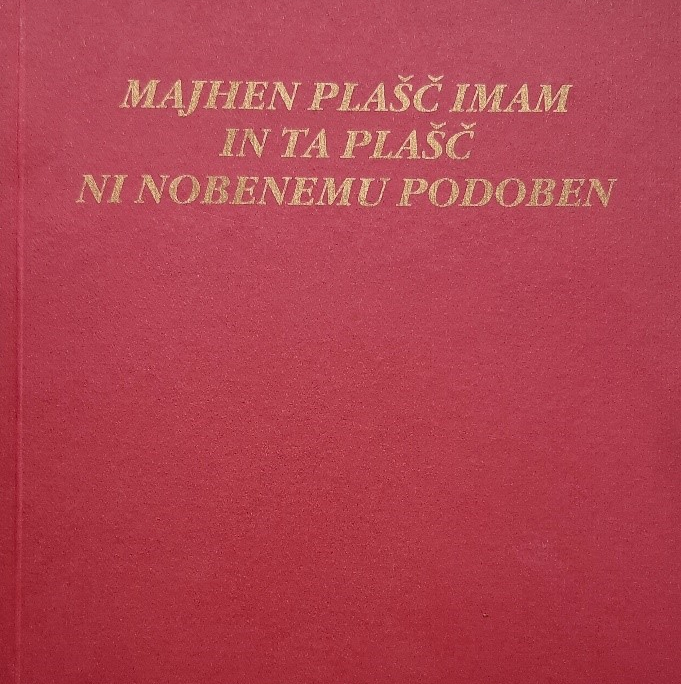 MAJHEN PLAŠČ IMAM
IN TA PLAŠČ
NI NOBENEMU PODOBEN